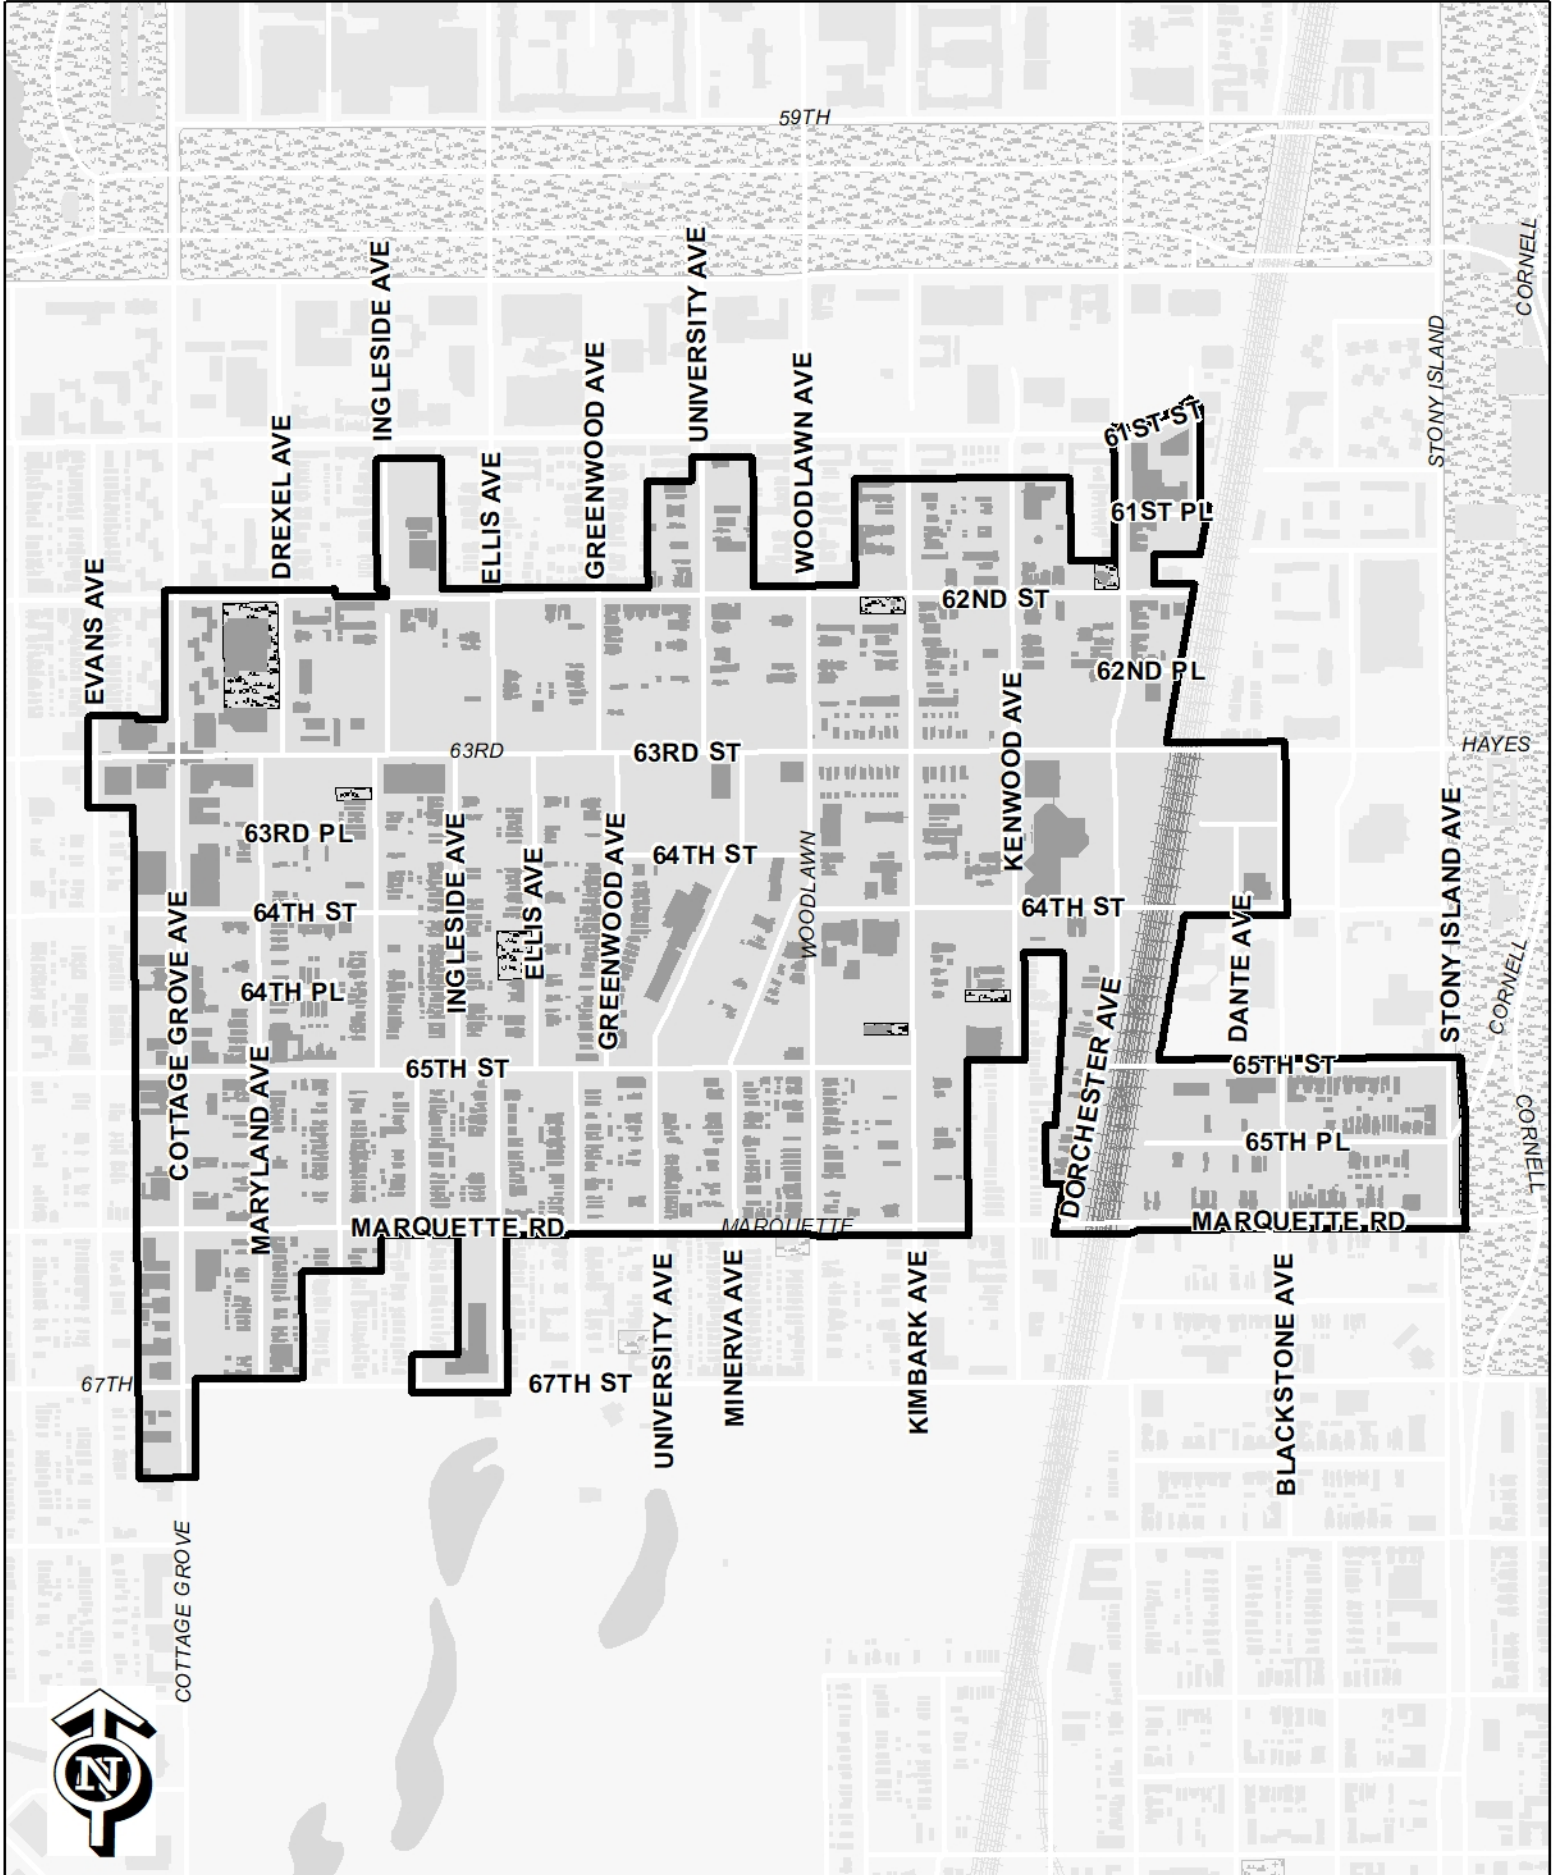 59TH
CORNELL
INGLESIDE AVE
UNIVERSITY AVE
STONY ISLAND
GREENWOOD AVE
WOODLAWN AVE
DREXEL AVE
ELLIS AVE
61ST ST
61ST PL
EVANS AVE
62ND ST
62ND PL
KENWOOD AVE
63RD
63RD ST
HAYES
63RD PL
INGLESIDE AVE
ELLIS AVE
GREENWOOD AVE
64TH ST
WOODLAWN
STONY ISLAND AVE
64TH ST
64TH ST
COTTAGE GROVE AVE
DANTE AVE
CORNELL
64TH PL
DORCHESTER AVE
65TH ST
65TH ST
MARYLAND AVE
CORNELL
65TH PL
MARQUETTE RD
MARQUETTE
MARQUETTE RD
UNIVERSITY AVE
MINERVA AVE
KIMBARK AVE
BLACKSTONE AVE
67TH
67TH ST
COTTAGE GROVE
N